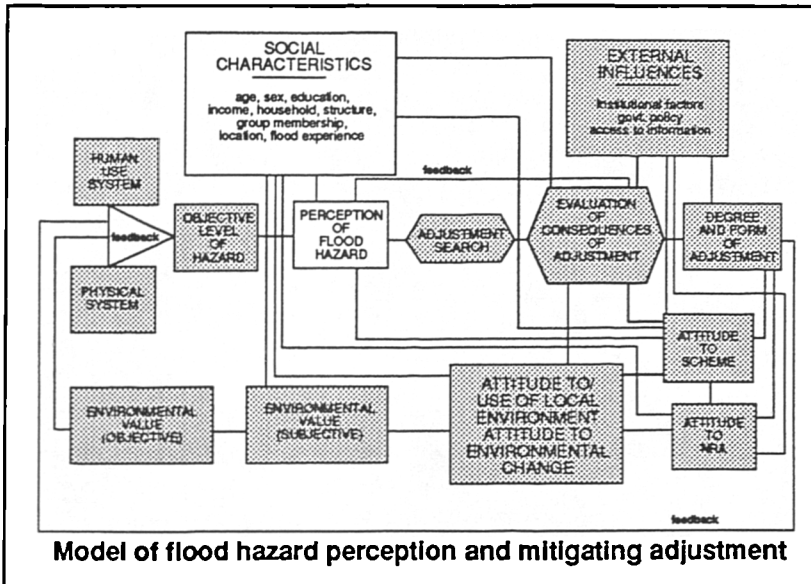 SOCIAL
CHARACTERISTICS
age, sex, education,
income, household, structure,
group membership,
location, flood experience
EXTERNAL
INFLUENCES
institutional factors
govt. policy
access to information
HUMAN
USE
SYSTEM
feedback
PHYSICAL
SYSTEM
OBJECTIVE
LEVEL
OF
HAZARD
PERCEPTION
OF
FLOOD
HAZARD
feedback
ADJUSTMENT
SEARCH
EVALUATION
OF
CONSEQUENCES
OF
ADJUSTMENT
DEGREE
AND FORM
OF
ADJUSTMENT
ATTITUDE
TO
SCHEME
ENVIRONMENTAL
VALUE
(OBJECTIVE)
ENVIRONMENTAL
VALUE
(SUBJECTIVE)
ATTITUDE TO/
USE OF LOCAL
ENVIRONMENT
ATTITUDE TO
ENVIRONMENTAL
CHANGE
ATTITUDE
TO
NRA
feedback
Model of flood hazard perception and mitigating adjustment